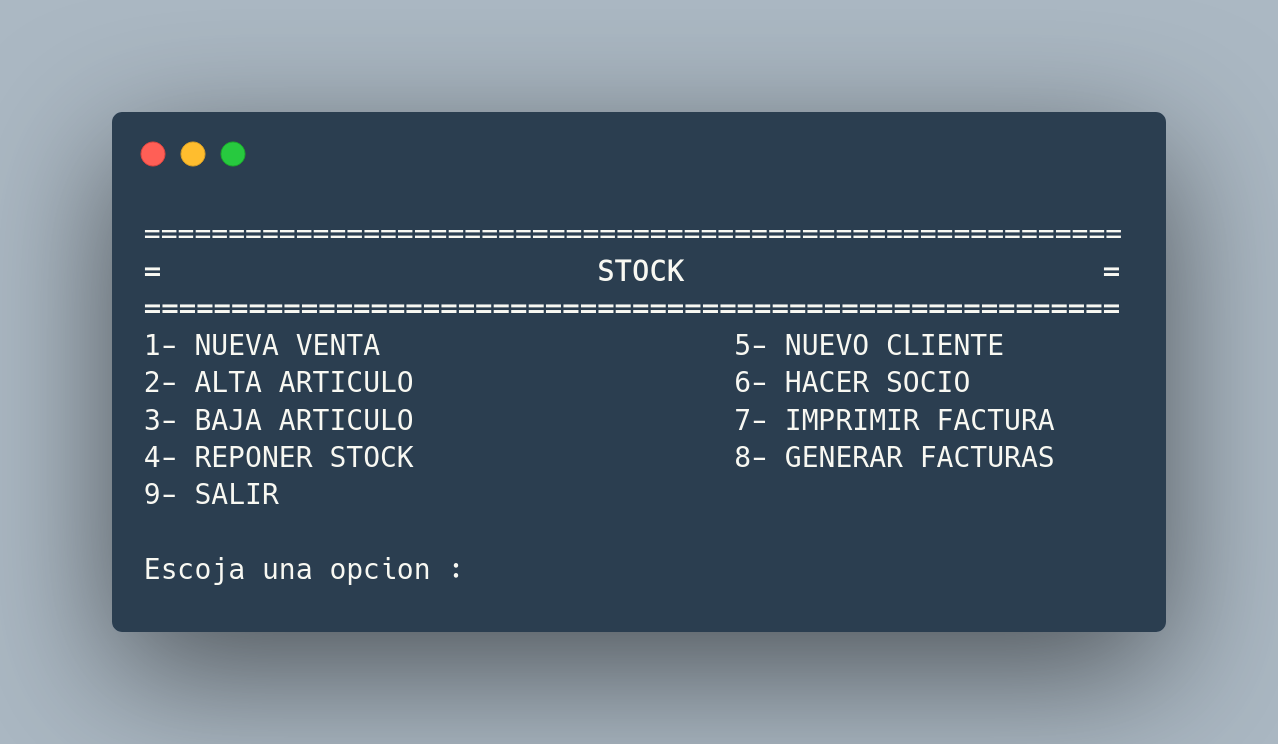 ==========================================================
= STOCK =
========================================================
1- NUEVA VENTA 5- NUEVO CLIENTE
2- ALTA ARTICULO 6- HACER SOCIO
3- BAJA ARTICULO 7- IMPRIMIR FACTURA
4- REPONER STOCK 8- GENERAR FACTURAS
9- SALIR
Escoja una opcion :